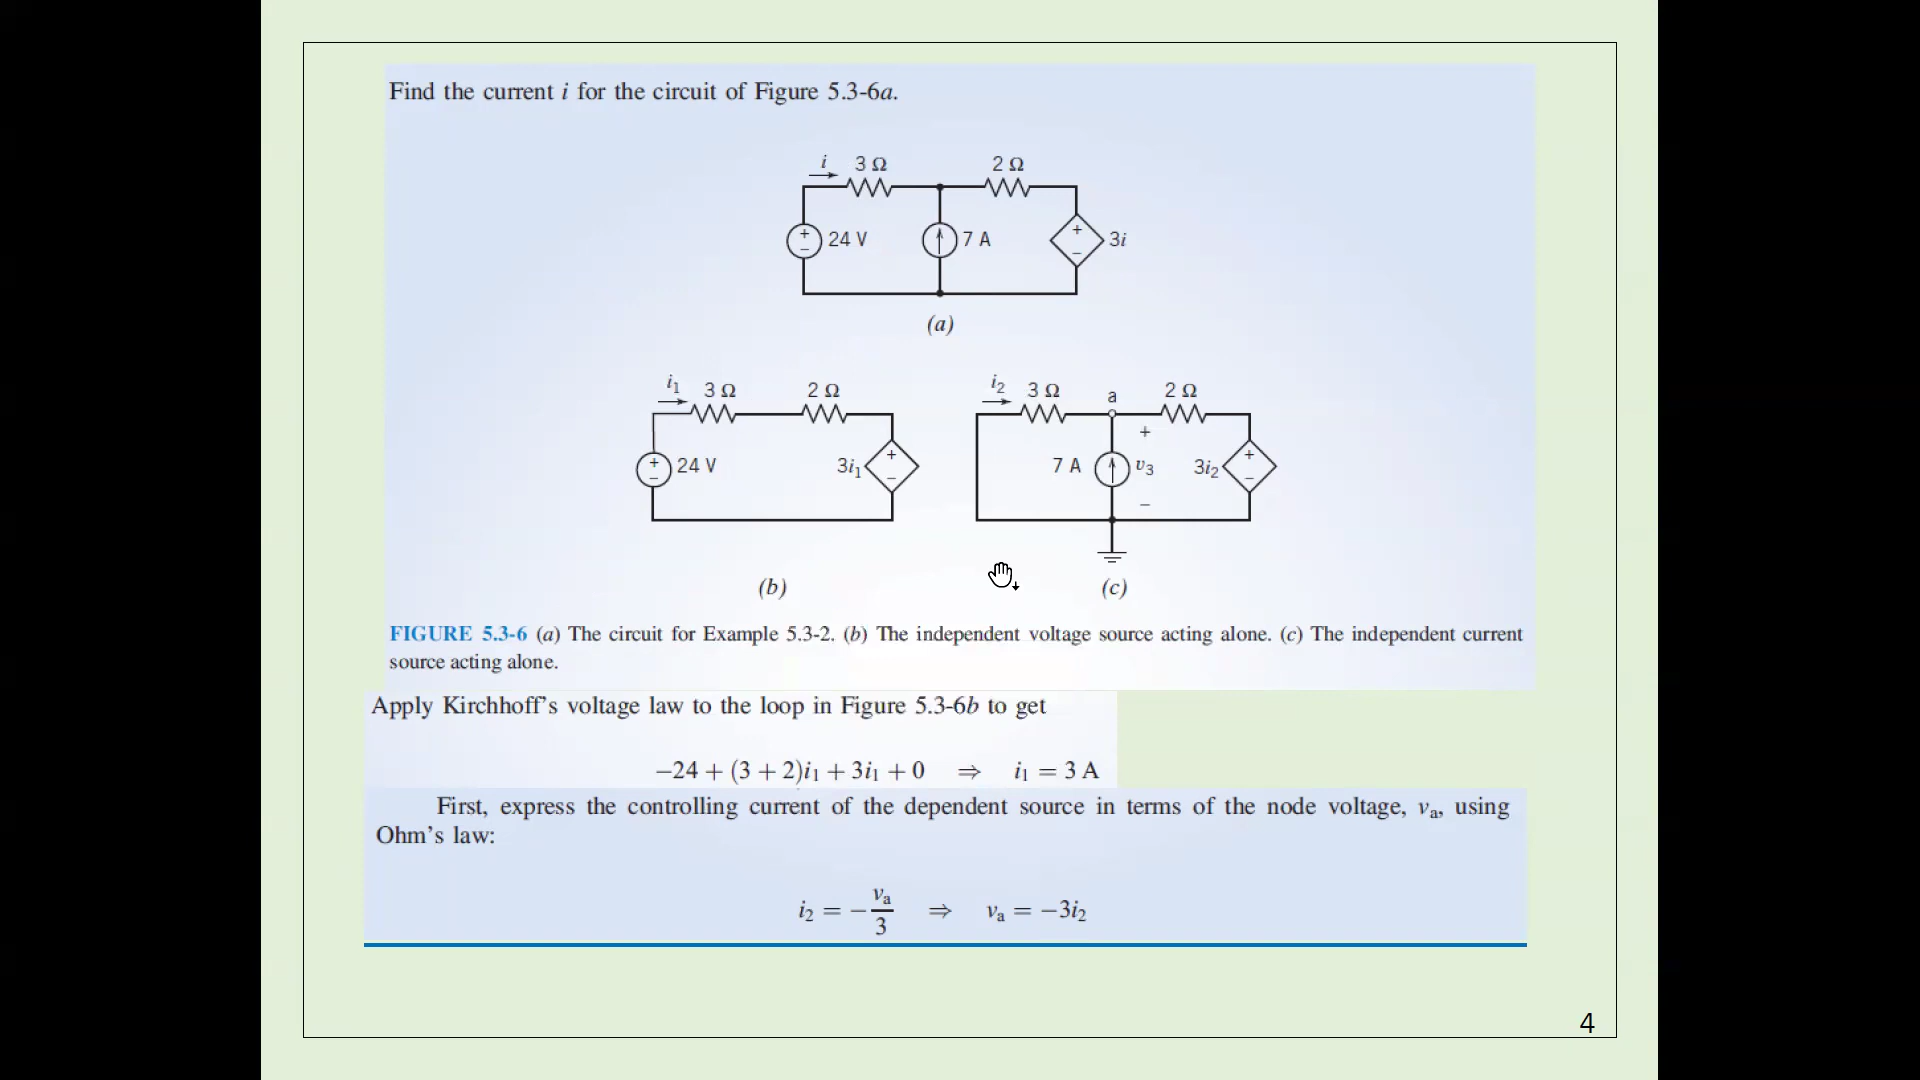 Find the current i for the circuit of Figure 5.3-6a.
i 3 Ω 2 Ω
+ − 24 V 7 A + − 3i
(a)
i₁ 3 Ω 2 Ω
+ − 24 V 3i₁ + −
(b)
i₂ 3 Ω a 2 Ω
7 A + v₃ − 3i₂ + −
(c)
FIGURE 5.3-6 (a) The circuit for Example 5.3-2. (b) The independent voltage source acting alone. (c) The independent current
source acting alone.
Apply Kirchhoff's voltage law to the loop in Figure 5.3-6b to get
−24 + (3 + 2)i₁ + 3i₁ + 0 ⇒ i₁ = 3 A
First, express the controlling current of the dependent source in terms of the node voltage, vₐ, using
Ohm's law:
i₂ = −vₐ/3 ⇒ vₐ = −3i₂
4